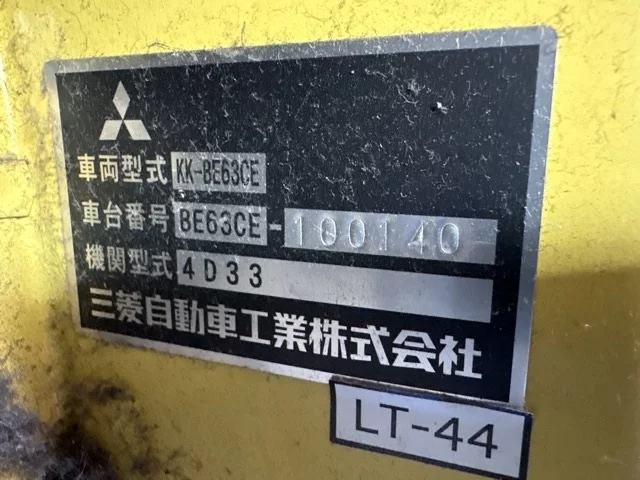 車両型式 KK-BE63CE
車台番号 BE63CE-100140
機関型式 4D33
三菱自動車工業株式会社
LT-44